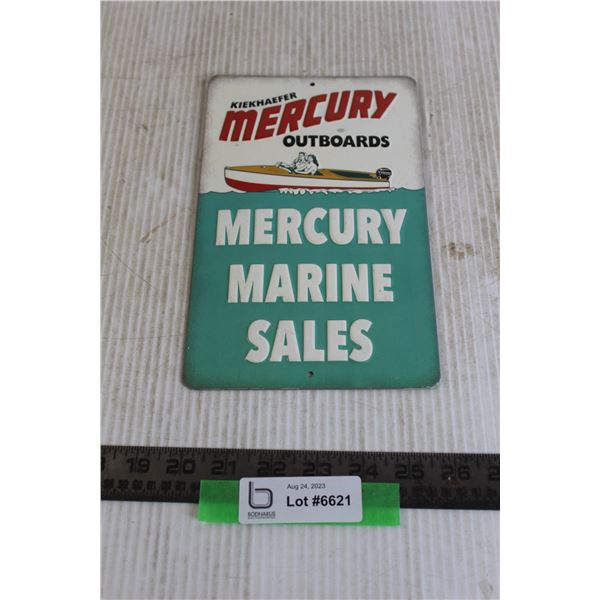 KIEKHAEFER
MERCURY
OUTBOARDS
MERCURY
MARINE
SALES
19 20 21 22 23 24 25 26
Aug 24, 2023
Lot #6621
b
BODNARUS